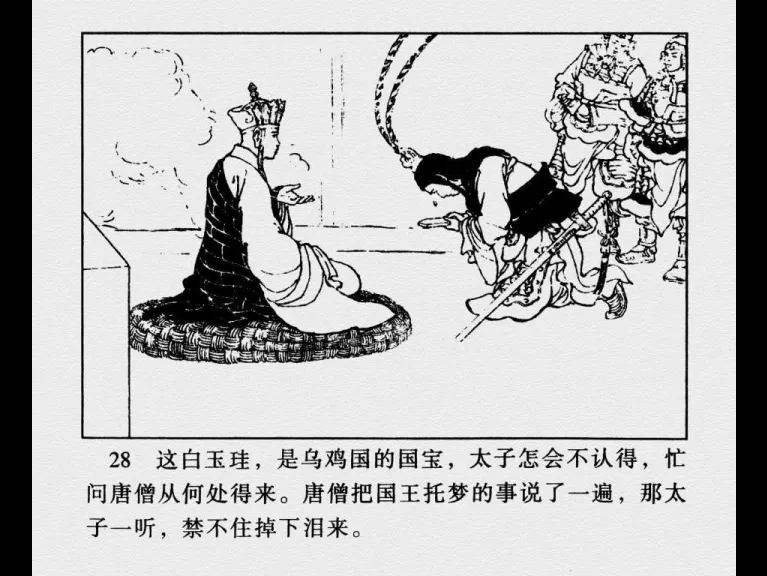 28 这白玉珪，是乌鸡国的国宝，太子怎会不认得，忙
问唐僧从何处得来。唐僧把国王托梦的事说了一遍，那太
子一听，禁不住掉下泪来。